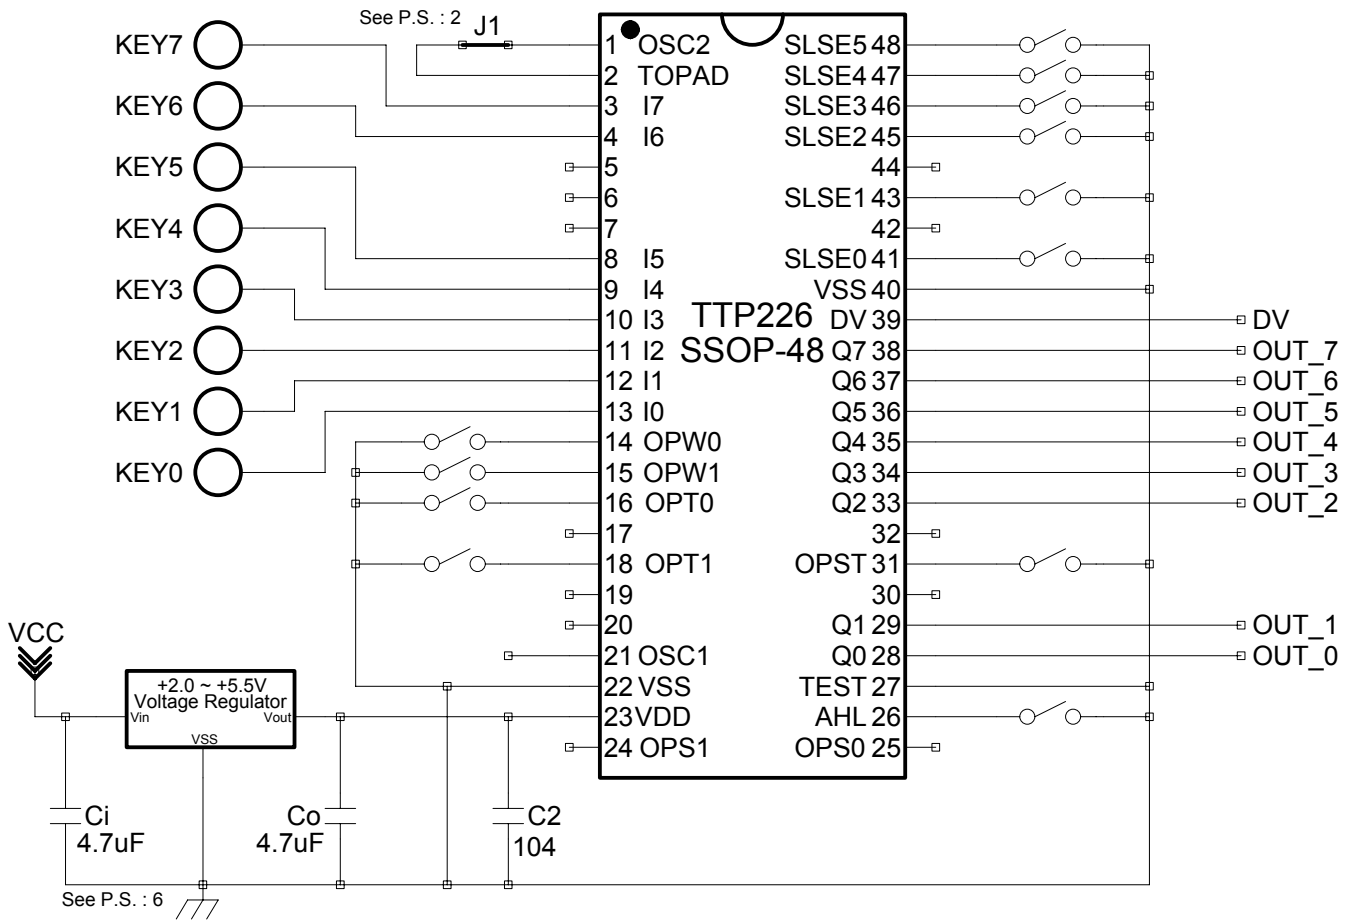 See P.S. : 2
J1
KEY7
KEY6
KEY5
KEY4
KEY3
KEY2
KEY1
KEY0
1 OSC2 SLSE5 48
2 TOPAD SLSE4 47
3 I7 SLSE3 46
4 I6 SLSE2 45
5 44
6 SLSE1 43
7 42
8 I5 SLSE0 41
9 I4 VSS 40
10 I3 DV 39 DV
11 I2 Q7 38 OUT_7
12 I1 Q6 37 OUT_6
13 I0 Q5 36 OUT_5
14 OPW0 Q4 35 OUT_4
15 OPW1 Q3 34 OUT_3
16 OPT0 Q2 33 OUT_2
17 32
18 OPT1 OPST 31
19 30
20 Q1 29 OUT_1
21 OSC1 Q0 28 OUT_0
22 VSS TEST 27
23 VDD AHL 26
24 OPS1 OPS0 25
TTP226
SSOP-48
VCC
+2.0 ~ +5.5V
Voltage Regulator
Vin Vout
VSS
Ci
4.7uF
Co
4.7uF
C2
104
See P.S. : 6